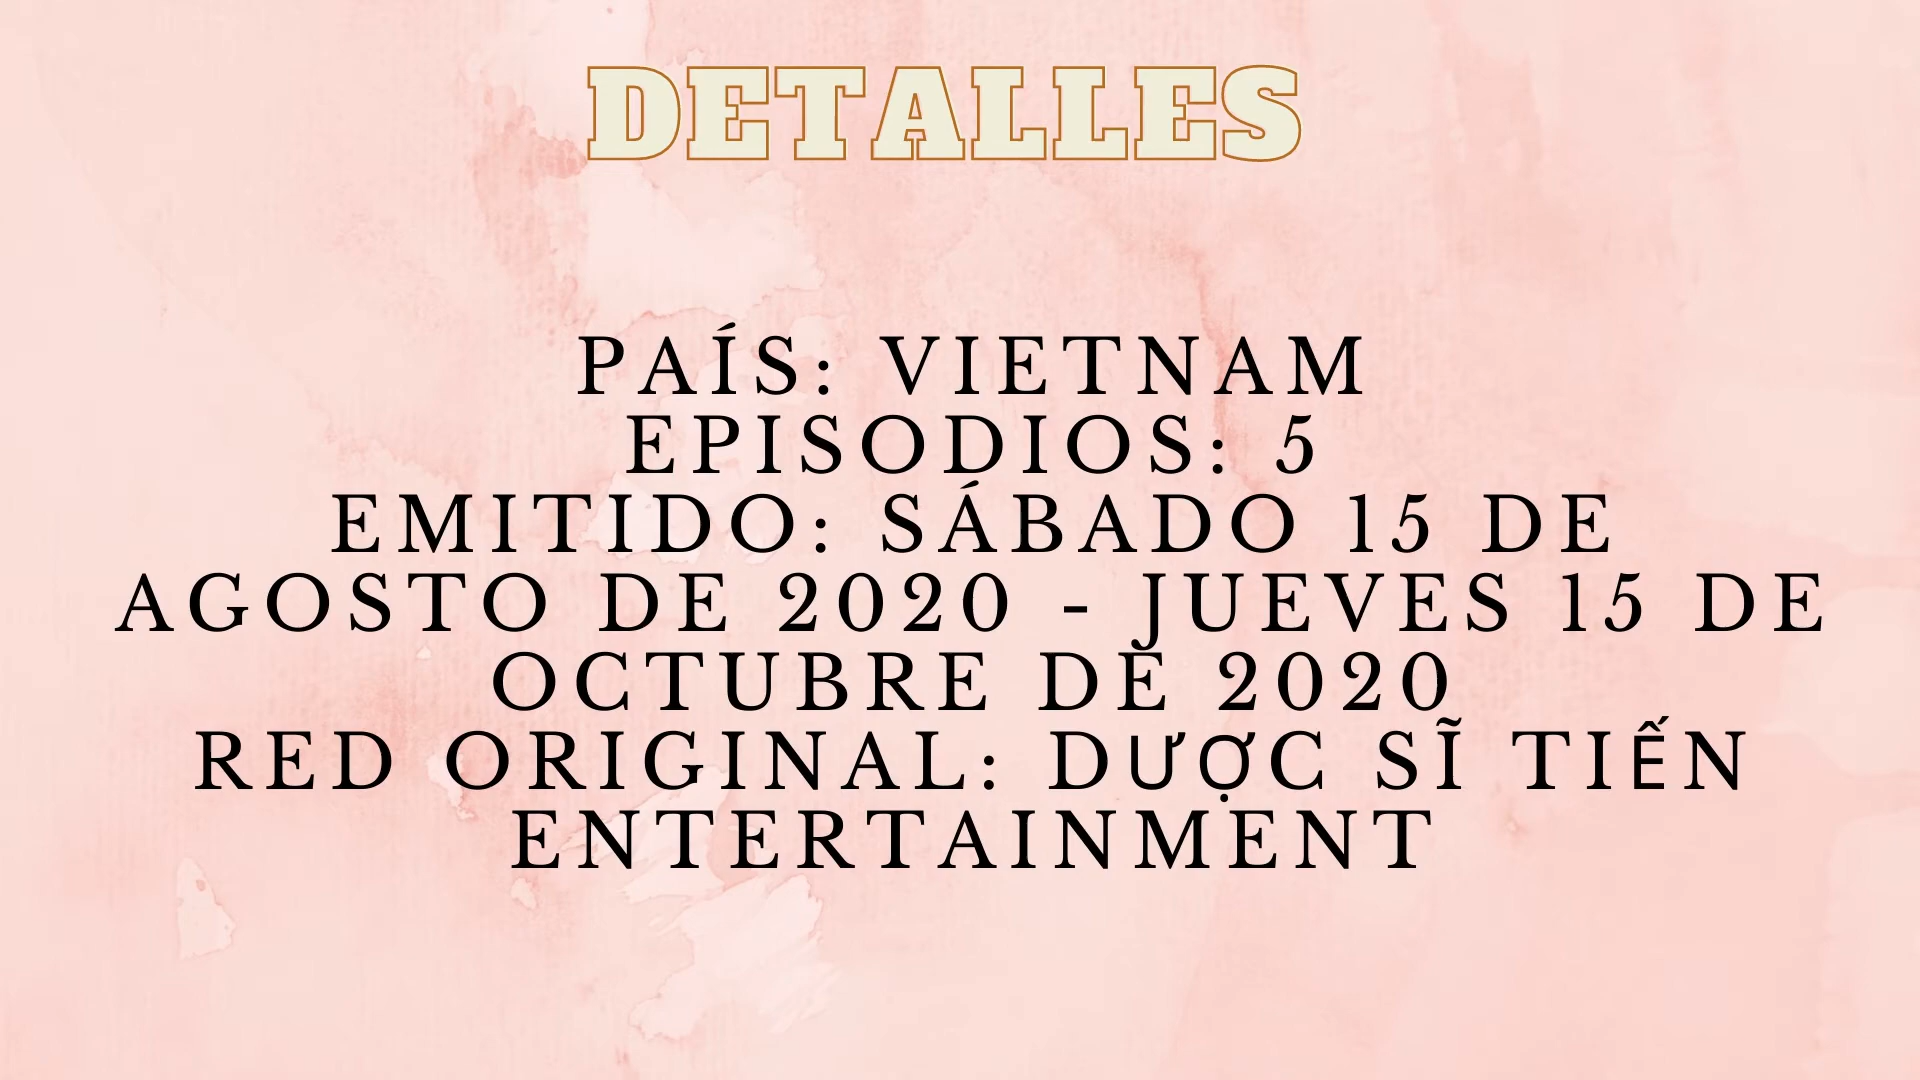 DETALLES
PAÍS: VIETNAM
EPISODIOS: 5
EMITIDO: SÁBADO 15 DE
AGOSTO DE 2020 - JUEVES 15 DE
OCTUBRE DE 2020
RED ORIGINAL: DƯỢC SĨ TIẾN
ENTERTAINMENT